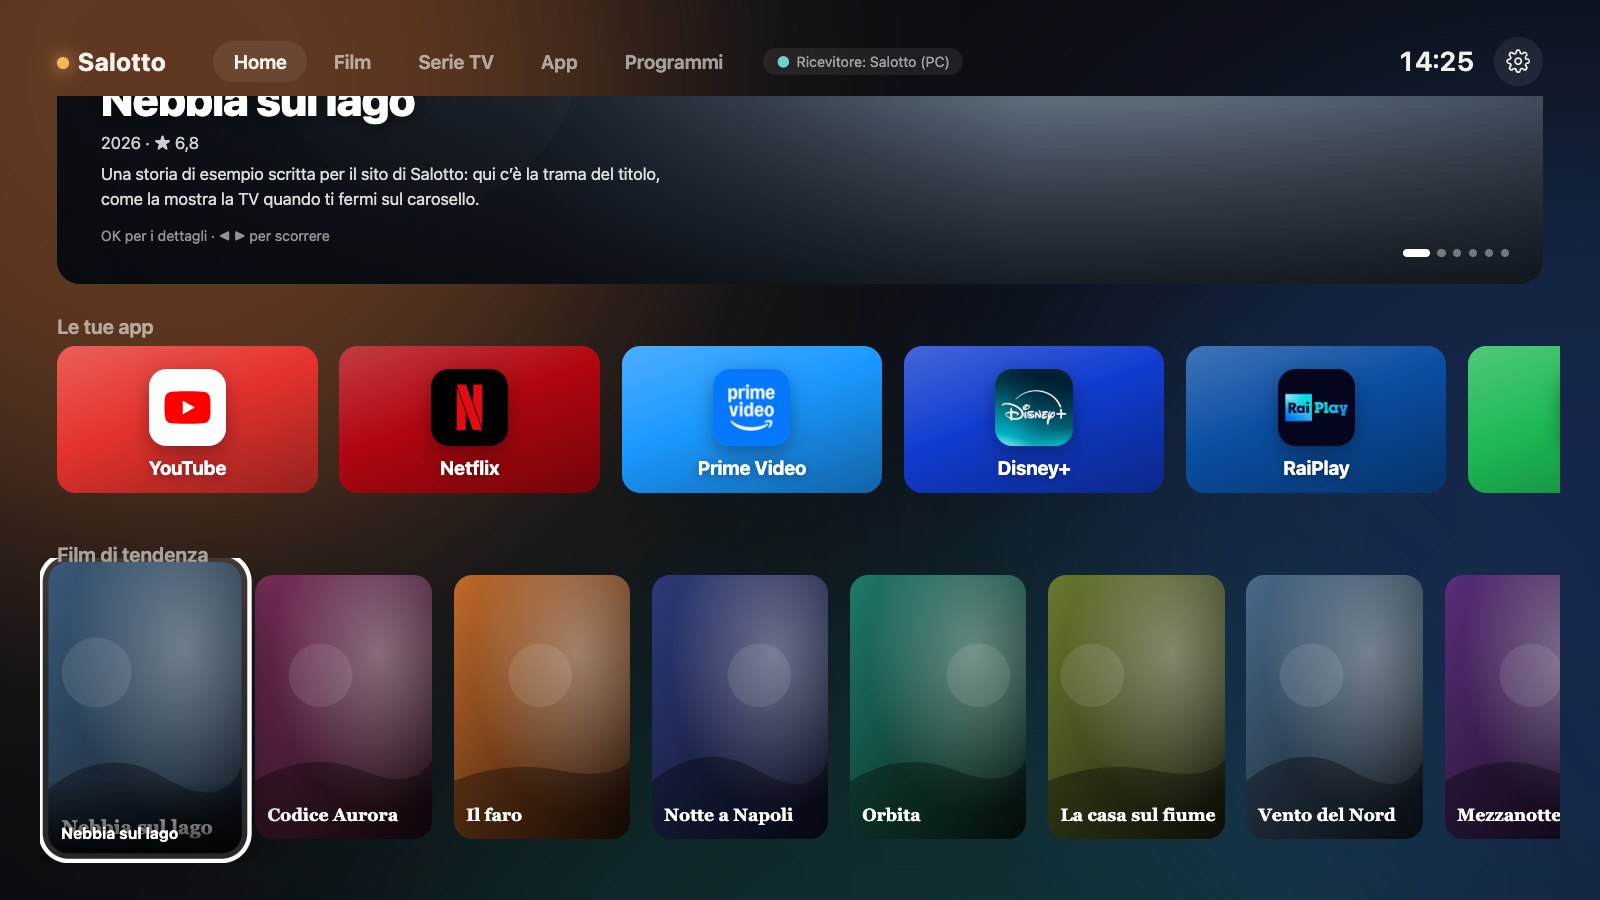 Salotto
Home
Film
Serie TV
App
Programmi
Ricevitore: Salotto (PC)
14:25
Nebbia sul lago
2026 · ★ 6,8
Una storia di esempio scritta per il sito di Salotto: qui c'è la trama del titolo,
come la mostra la TV quando ti fermi sul carosello.
OK per i dettagli · ◀ ▶ per scorrere
Le tue app
prime video
Disney+
Rai Play
YouTube
Netflix
Prime Video
Disney+
RaiPlay
Film di tendenza
Nebbia sul lago
Nebbia sul lago
Codice Aurora
Il faro
Notte a Napoli
Orbita
La casa sul fiume
Vento del Nord
Mezzanotte